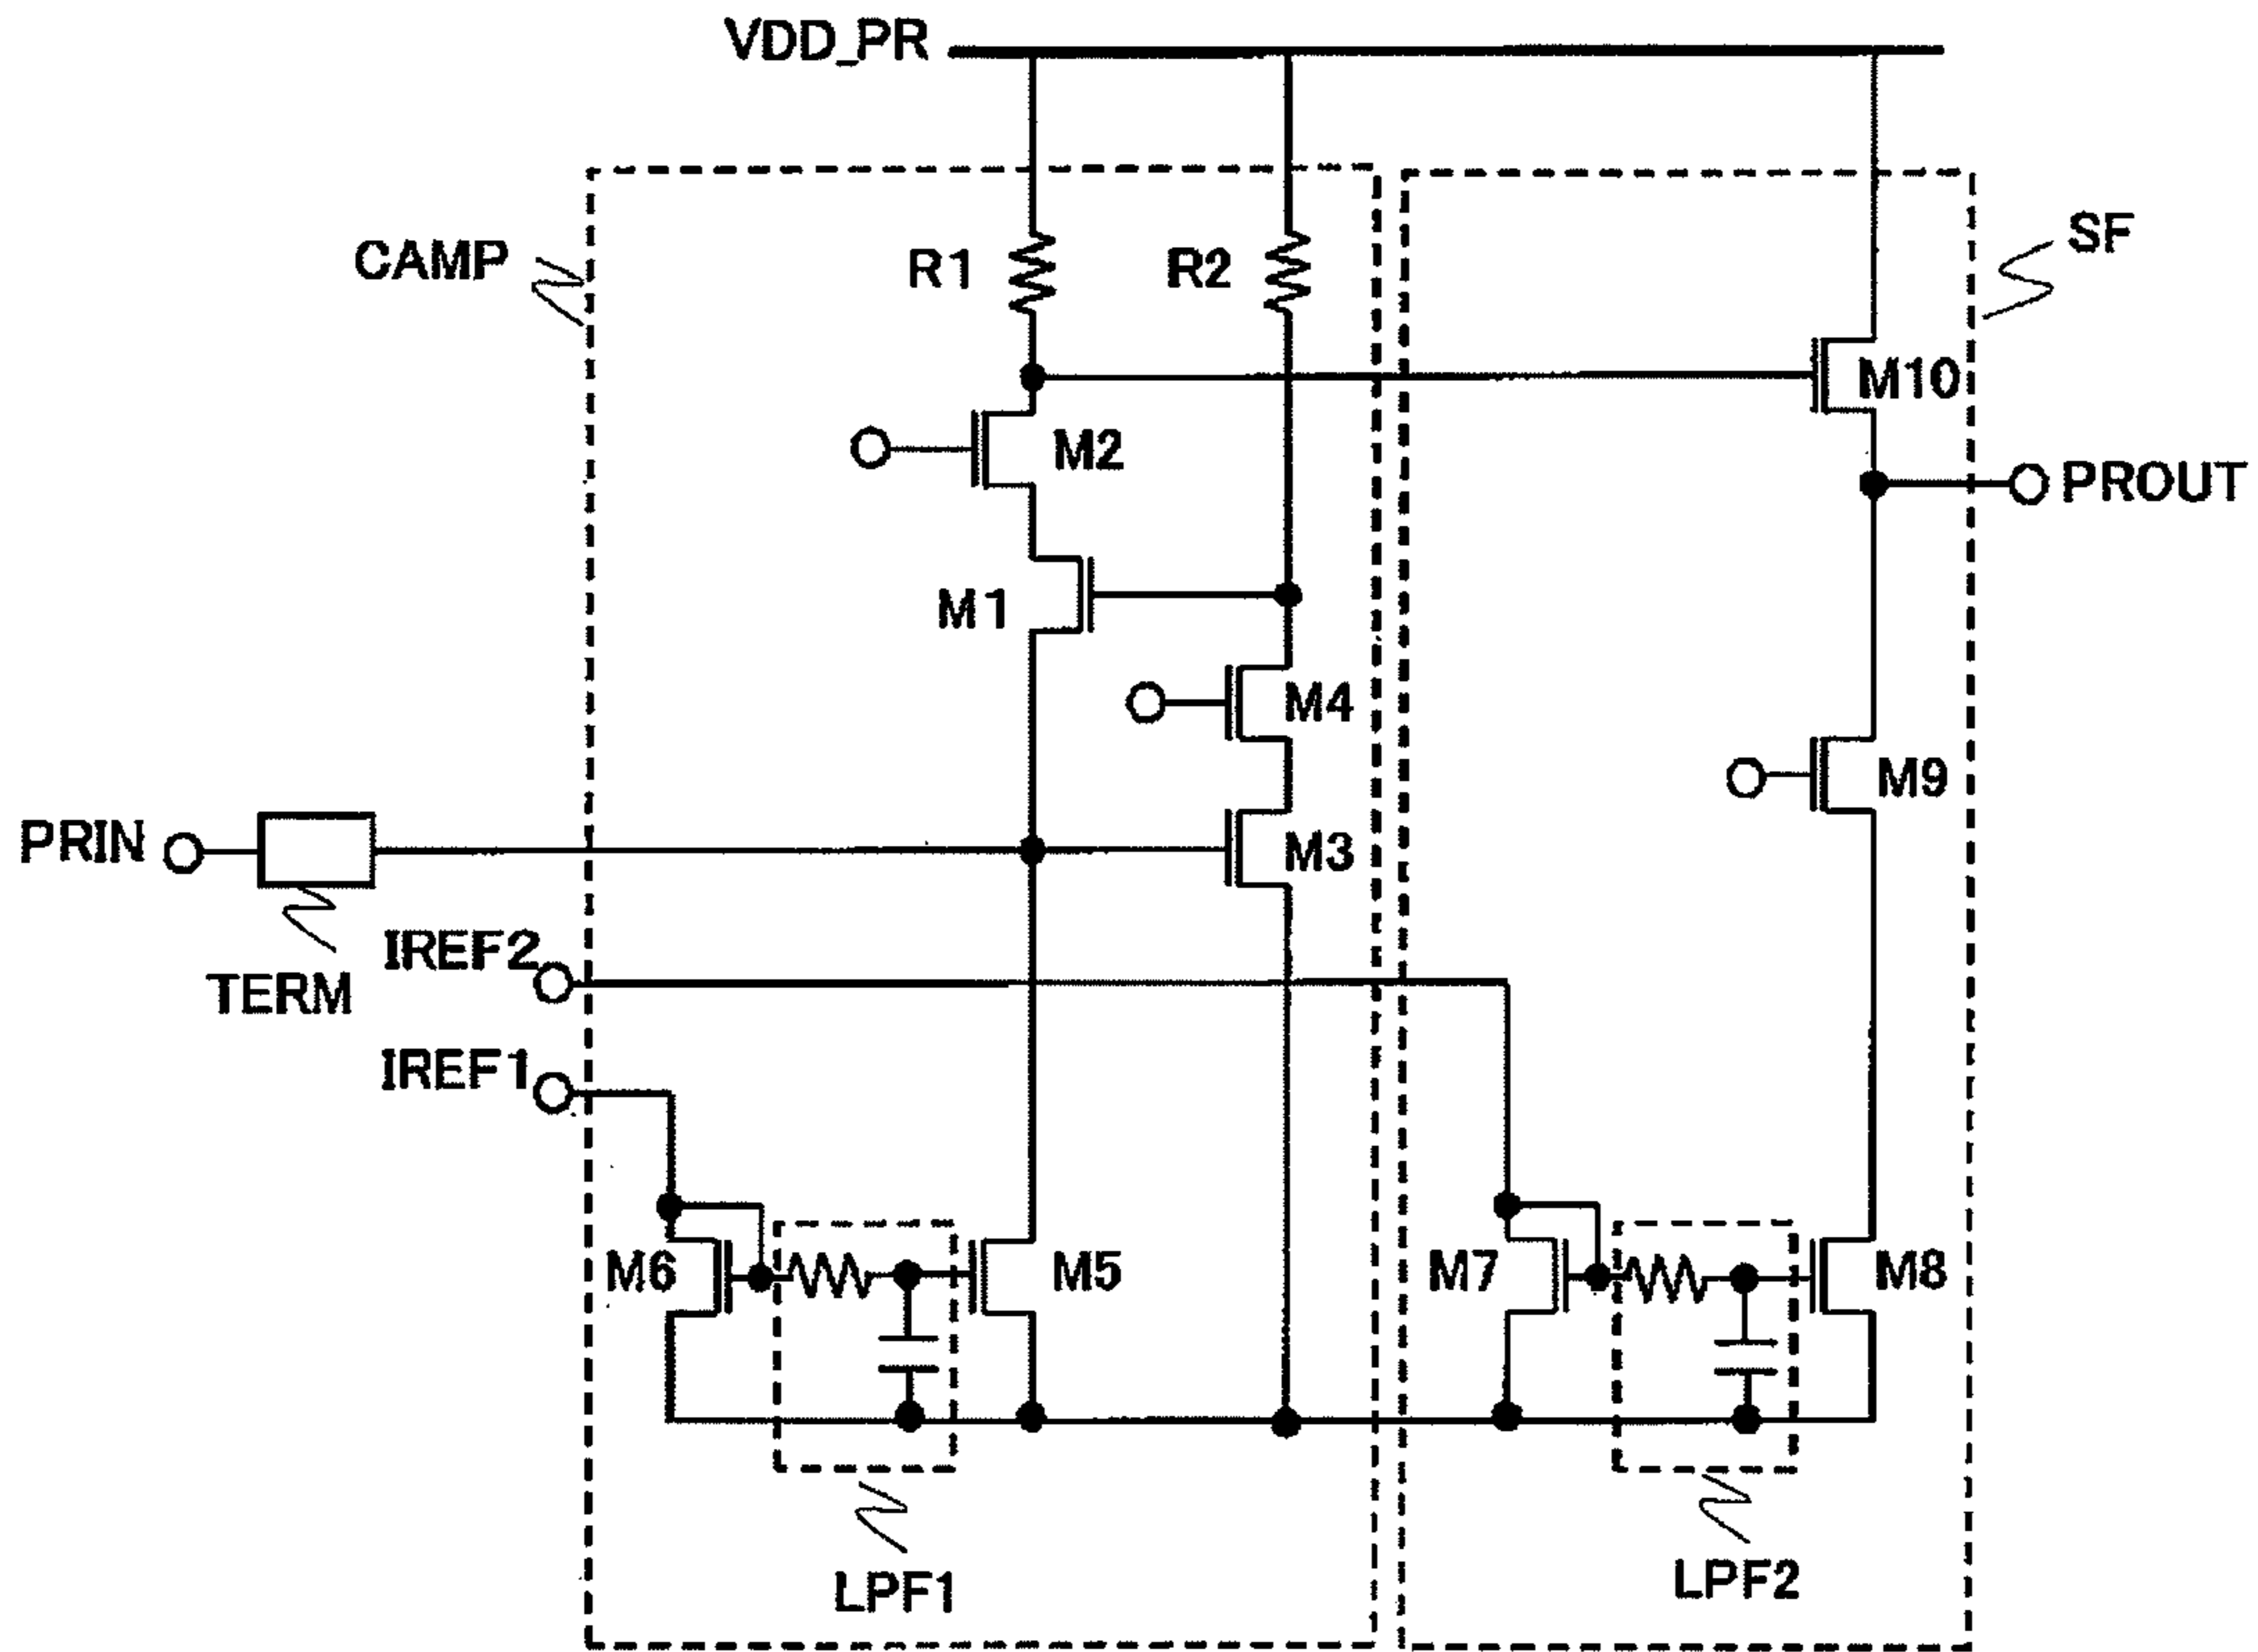 VDD_PR
CAMP
SF
R1
R2
M10
M2
PROUT
M1
M4
M9
PRIN
M3
IREF2
TERM
IREF1
M6
M5
M7
M8
LPF1
LPF2